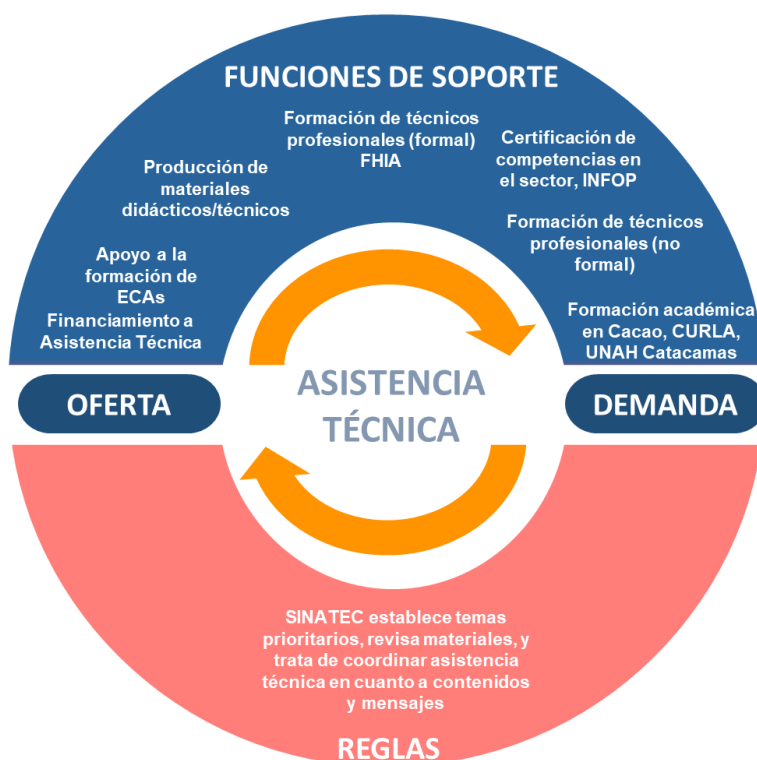 FUNCIONES DE SOPORTE
Formación de técnicos
profesionales (formal)
FHIA
Certificación de
competencias en
el sector, INFOP
Producción de
materiales
didácticos/técnicos
Formación de técnicos
profesionales (no
formal)
Apoyo a la
formación de
ECAs
Financiamiento a
Asistencia Técnica
Formación académica
en Cacao, CURLA,
UNAH Catacamas
OFERTA
ASISTENCIA
TÉCNICA
DEMANDA
SINATEC establece temas
prioritarios, revisa materiales, y
trata de coordinar asistencia
técnica en cuanto a contenidos
y mensajes
REGLAS